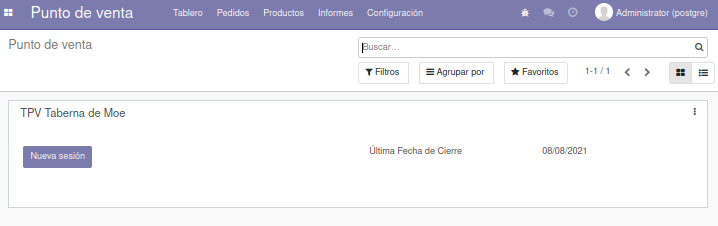 Punto de venta Tablero Pedidos Productos Informes Configuración Administrator (postgre)
Punto de venta
Buscar...
Filtros Agrupar por Favoritos 1-1 / 1
TPV Taberna de Moe
Nueva sesión Última Fecha de Cierre 08/08/2021